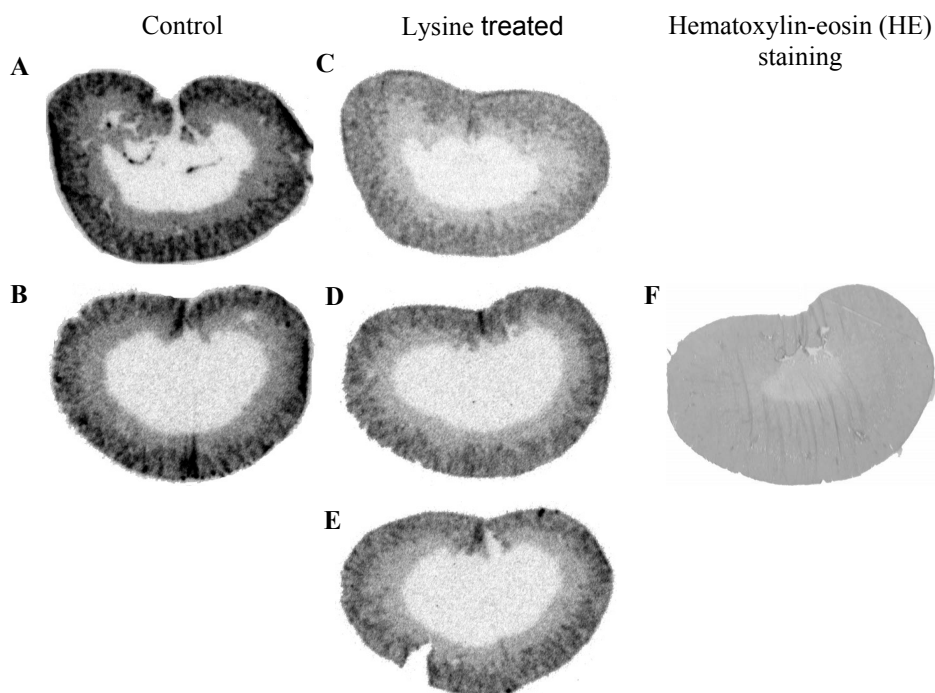 Control
Lysine treated
Hematoxylin-eosin (HE)
staining
A
C
B
D
F
E